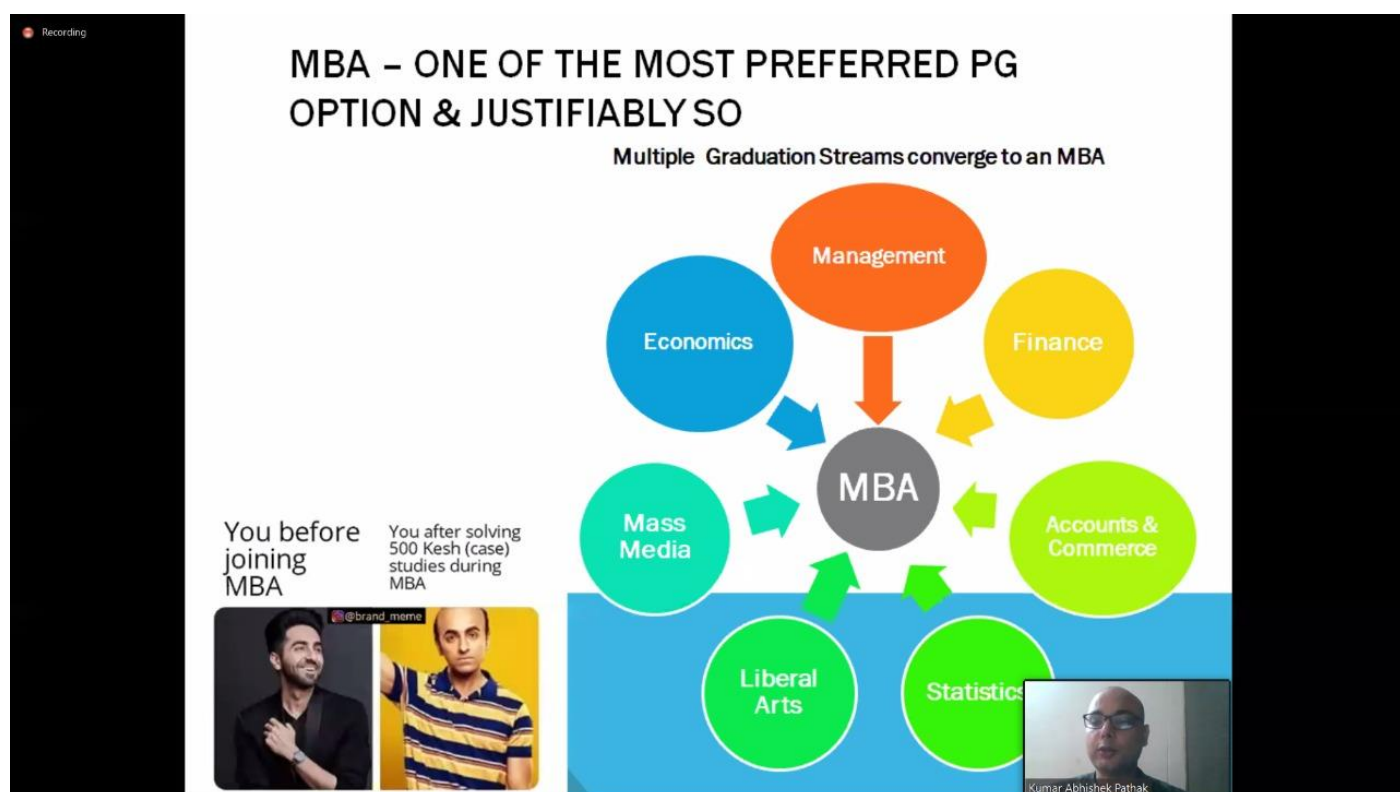 Recording
MBA – ONE OF THE MOST PREFERRED PG
OPTION & JUSTIFIABLY SO
Multiple Graduation Streams converge to an MBA
Management
Economics
Finance
MBA
Mass
Media
Accounts &
Commerce
Liberal
Arts
Statistics
You before
joining
MBA
You after solving
500 Kesh (case)
studies during
MBA
@brand_meme
Kumar Abhishek Pathak